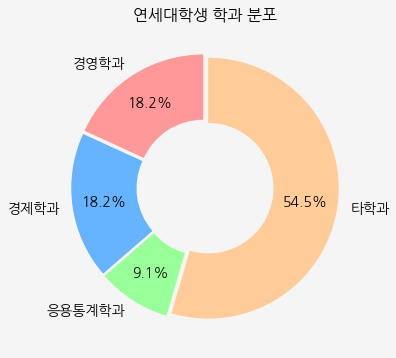 연세대학생 학과 분포
경영학과
18.2%
경제학과
18.2%
54.5%
타학과
9.1%
응용통계학과